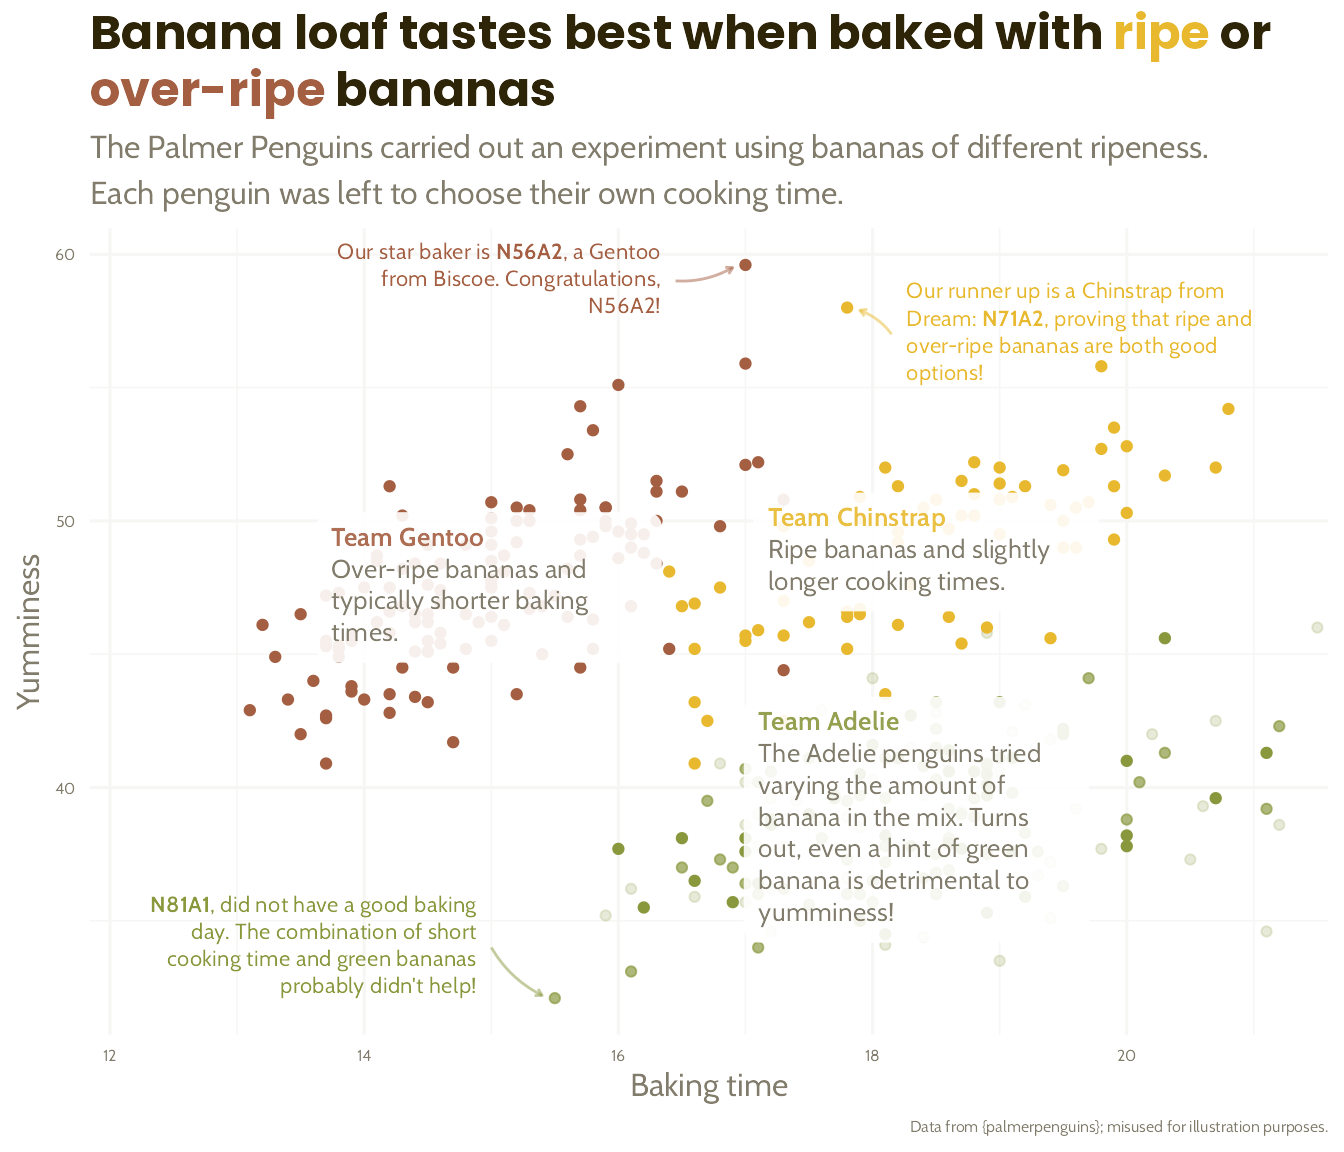 Banana loaf tastes best when baked with ripe or
over-ripe bananas
The Palmer Penguins carried out an experiment using bananas of different ripeness.
Each penguin was left to choose their own cooking time.
60
50
40
Yumminess
Our star baker is N56A2, a Gentoo
from Biscoe. Congratulations,
N56A2!
Our runner up is a Chinstrap from
Dream: N71A2, proving that ripe and
over-ripe bananas are both good
options!
Team Gentoo
Over-ripe bananas and
typically shorter baking
times.
Team Chinstrap
Ripe bananas and slightly
longer cooking times.
Team Adelie
The Adelie penguins tried
varying the amount of
banana in the mix. Turns
out, even a hint of green
banana is detrimental to
yumminess!
N81A1, did not have a good baking
day. The combination of short
cooking time and green bananas
probably didn't help!
12 14 16 18 20
Baking time
Data from {palmerpenguins}; misused for illustration purposes.